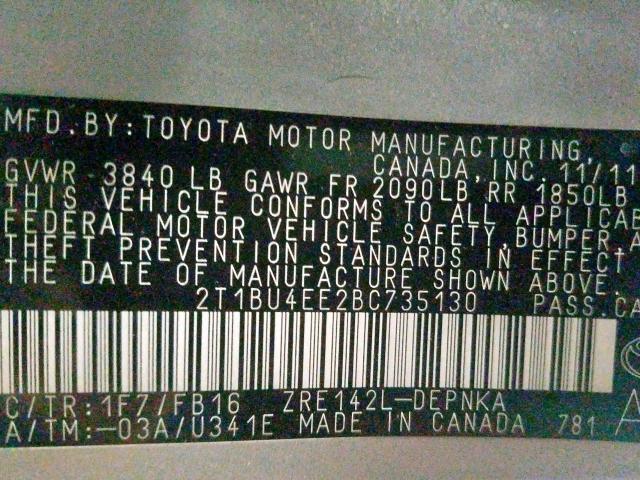 MFD.BY:TOYOTA MOTOR MANUFACTURING,
CANADA,INC. 11/11
GVWR 3840 LB GAWR FR 2090LB RR 1850LB
THIS VEHICLE CONFORMS TO ALL
FEDERAL MOTOR VEHICLE SAFETY,BUMPER,
THEFT PREVENTION STANDARDS IN EFFECT
THE DATE OF MANUFACTURE SHOWN ABOVE.
2T1BU4EE2BC735130 PASS.
C/TR:1F7/FB16 ZRE142L-DEPNKA
A/TM:-03A/U341E MADE IN CANADA 781